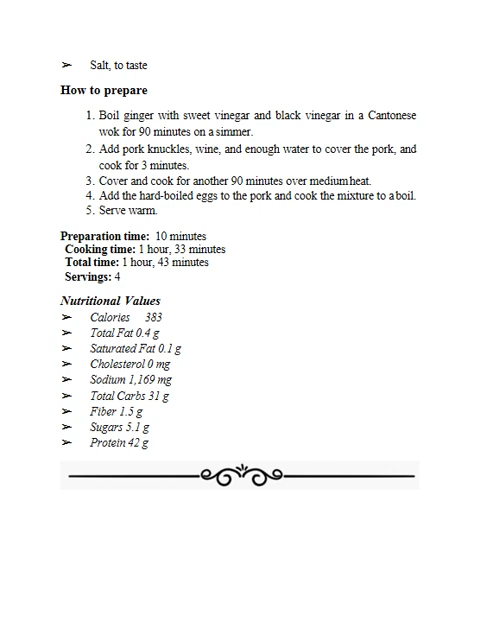 ➢ Salt, to taste
How to prepare
1. Boil ginger with sweet vinegar and black vinegar in a Cantonese
wok for 90 minutes on a simmer.
2. Add pork knuckles, wine, and enough water to cover the pork, and
cook for 3 minutes.
3. Cover and cook for another 90 minutes over medium heat.
4. Add the hard-boiled eggs to the pork and cook the mixture to a boil.
5. Serve warm.
Preparation time: 10 minutes
Cooking time: 1 hour, 33 minutes
Total time: 1 hour, 43 minutes
Servings: 4
Nutritional Values
➢ Calories 383
➢ Total Fat 0.4 g
➢ Saturated Fat 0.1 g
➢ Cholesterol 0 mg
➢ Sodium 1,169 mg
➢ Total Carbs 31 g
➢ Fiber 1.5 g
➢ Sugars 5.1 g
➢ Protein 42 g